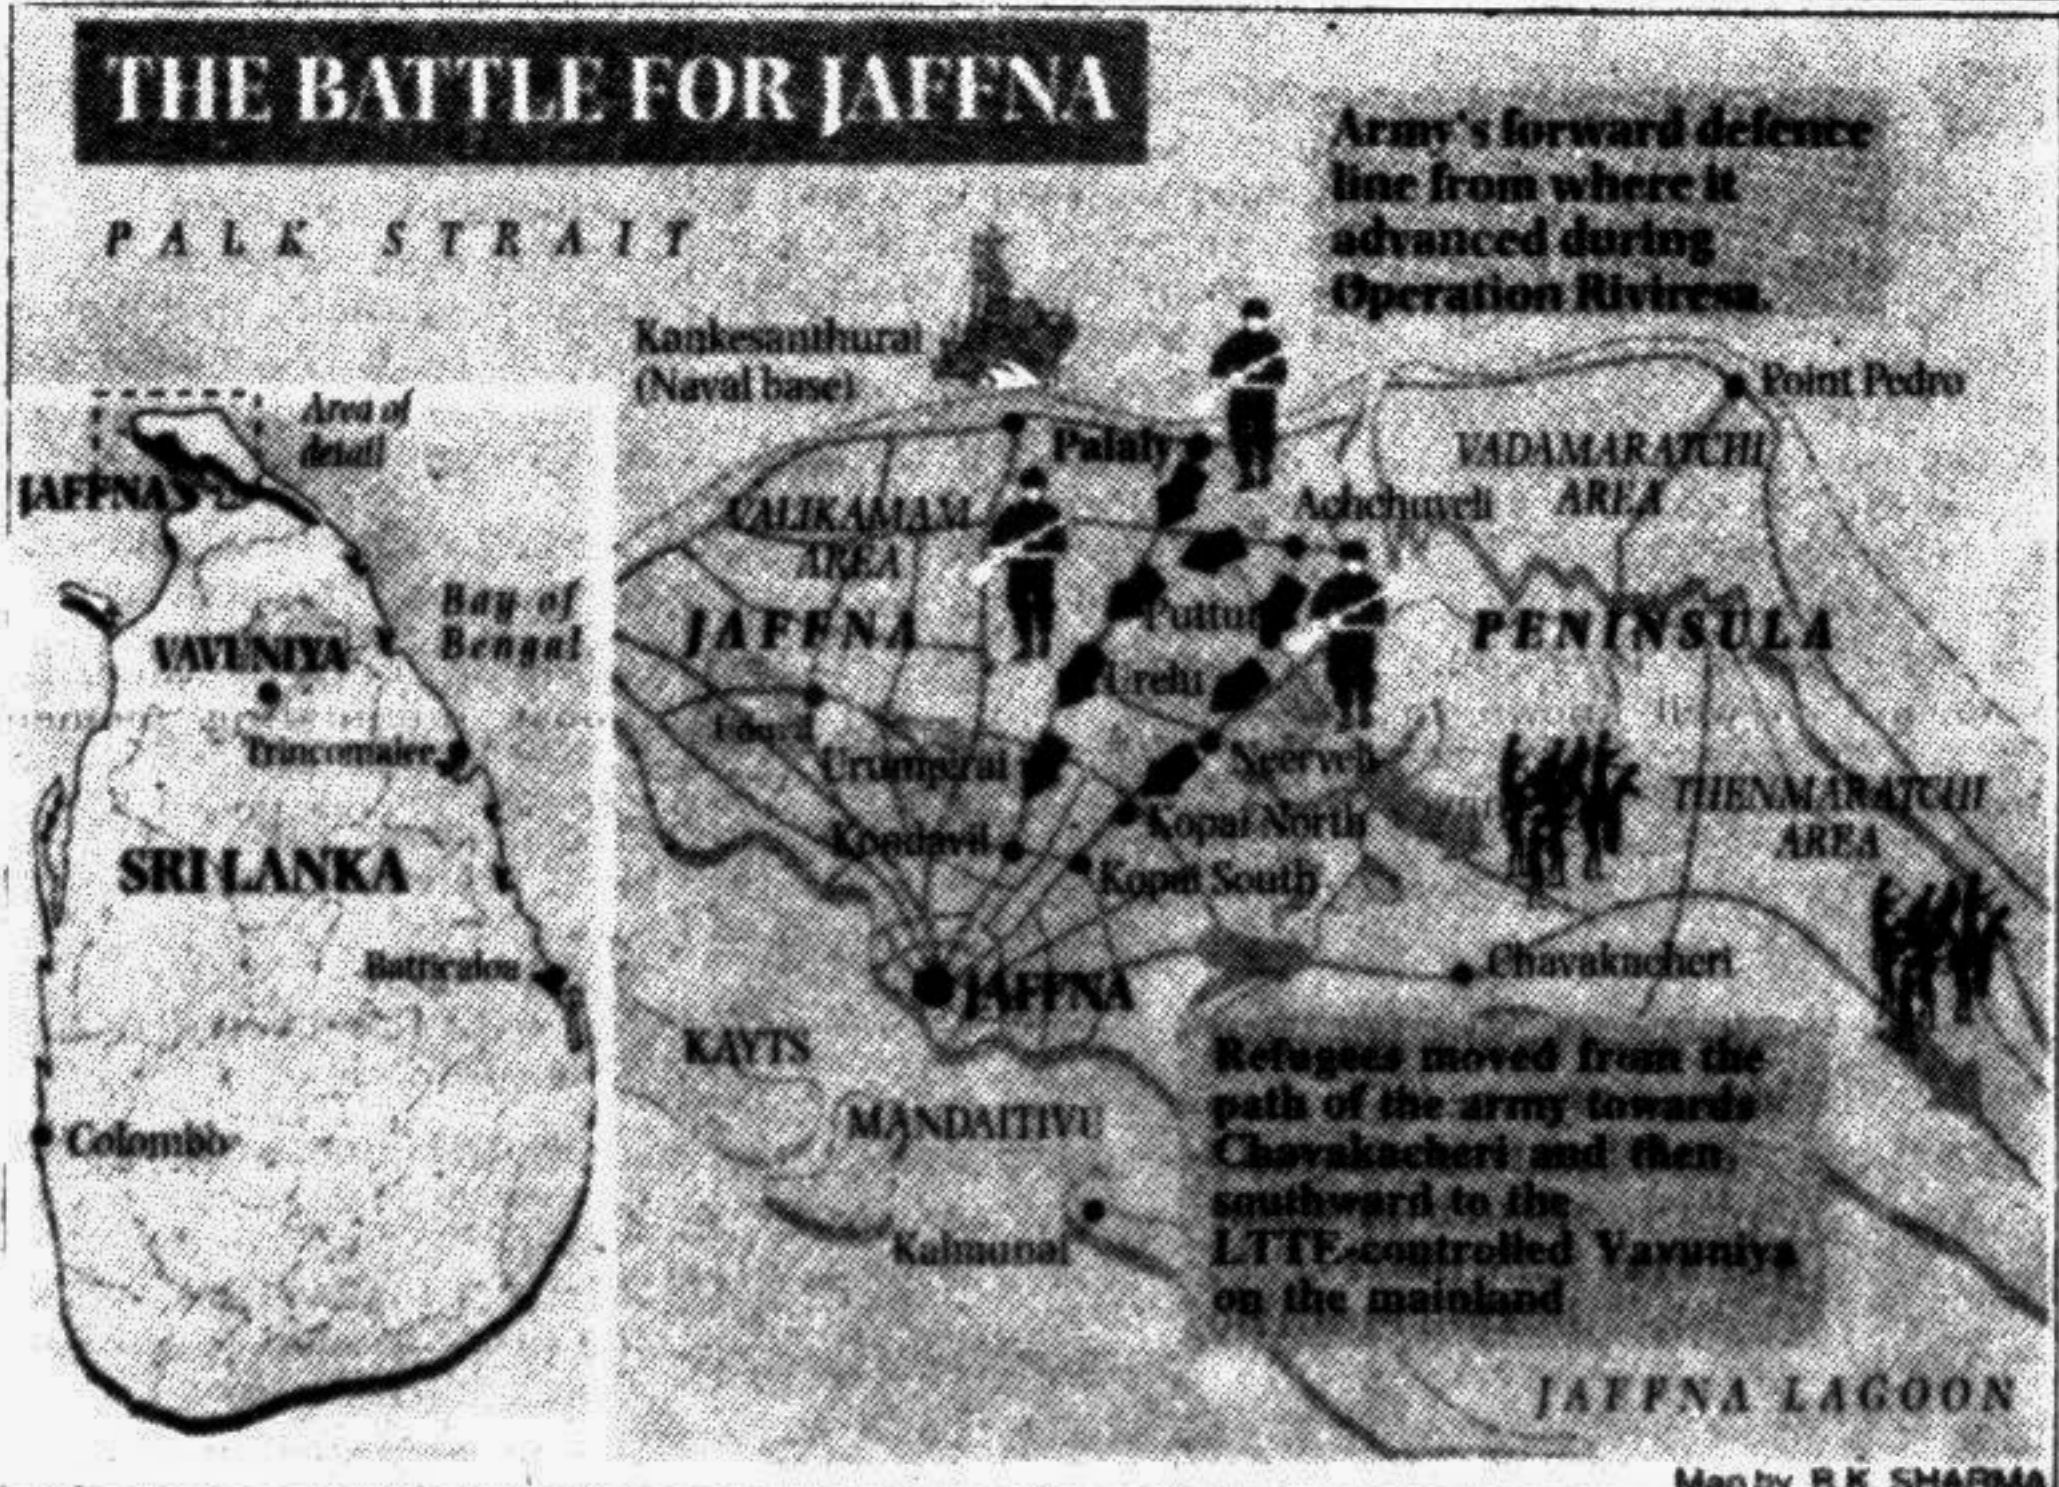 THE BATTLE FOR JAFFNA
PALK STRAIT
Army's forward defence
line from where it
advanced during
Operation Riviresa.
Kankesanthurai
(Naval base)
Point Pedro
Area of
detail
JAFFNA
Palaly
VADAMARATCHI
AREA
Achchuveli
VALIKAMAM
AREA
Bay of
Bengal
JAFFNA
Puttur
PENINSULA
VAVUNIYA
Urelu
Trincomalee
Urumpirai
Neerveli
THENMARATCHI
AREA
Kopai North
Kondavil
Kopai South
SRI LANKA
Batticaloa
Chavakacheri
JAFFNA
KAYTS
MANDAITIVU
Refugees moved from the
path of the army towards
Chavakacheri and then,
southward to the
LTTE-controlled Vavuniya
on the mainland
Colombo
Kalmunai
JAFFNA LAGOON
Map by R.K. SHARMA